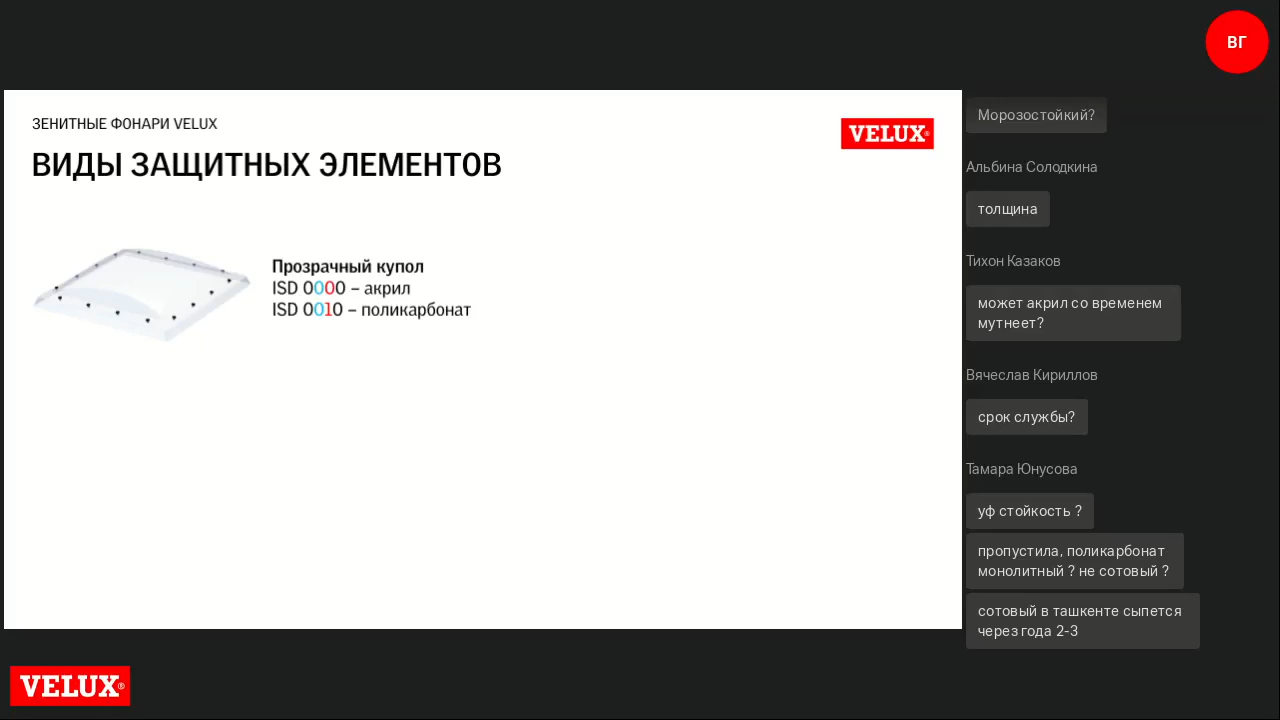 ВГ
ЗЕНИТНЫЕ ФОНАРИ VELUX
VELUX®
ВИДЫ ЗАЩИТНЫХ ЭЛЕМЕНТОВ
Прозрачный купол
ISD 0000 – акрил
ISD 0010 – поликарбонат
Морозостойкий?
Альбина Солодкина
толщина
Тихон Казаков
может акрил со временем
мутнеет?
Вячеслав Кириллов
срок службы?
Тамара Юнусова
уф стойкость ?
пропустила, поликарбонат
монолитный ? не сотовый ?
сотовый в ташкенте сыпется
через года 2-3
VELUX®